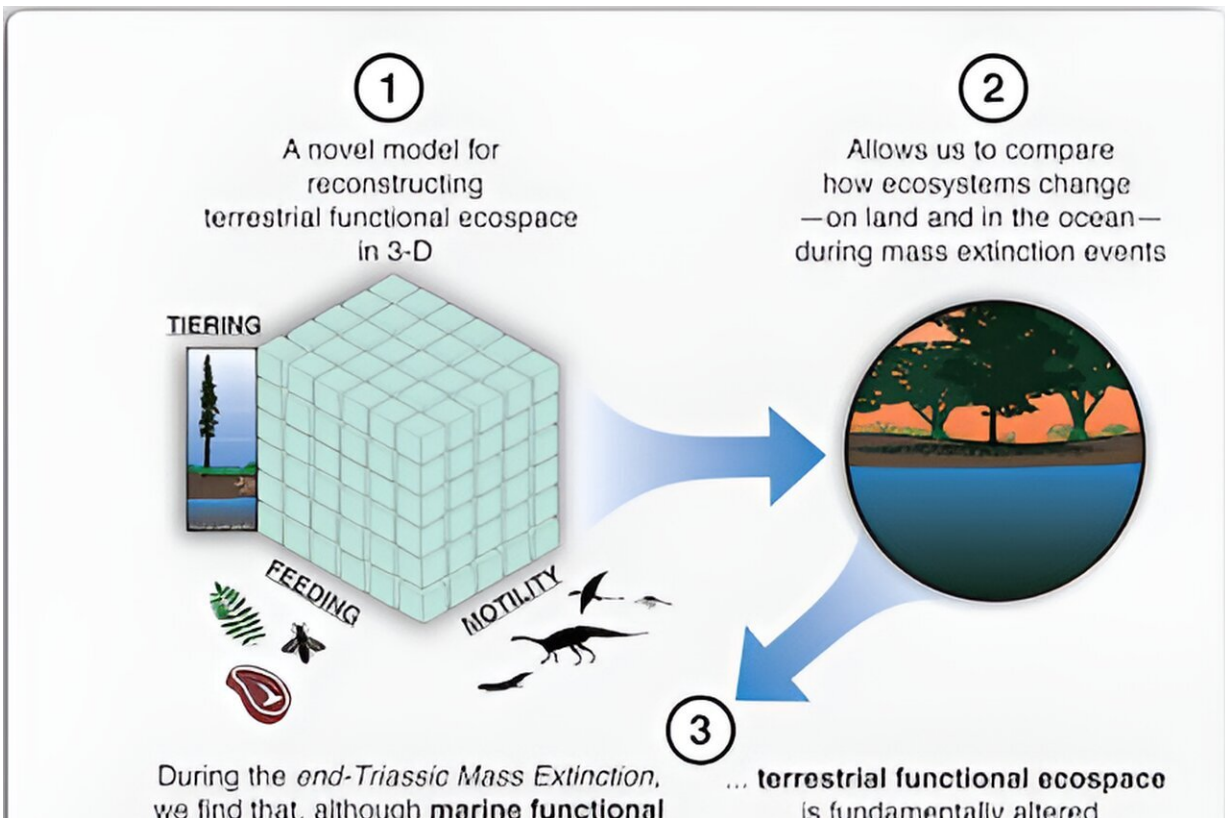 1
A novel model for
reconstructing
terrestrial functional ecospace
in 3-D
2
Allows us to compare
how ecosystems change
—on land and in the ocean—
during mass extinction events
TIERING
FEEDING
MOTILITY
3
During the end-Triassic Mass Extinction,
we find that, although marine functional
... terrestrial functional ecospace
is fundamentally altered